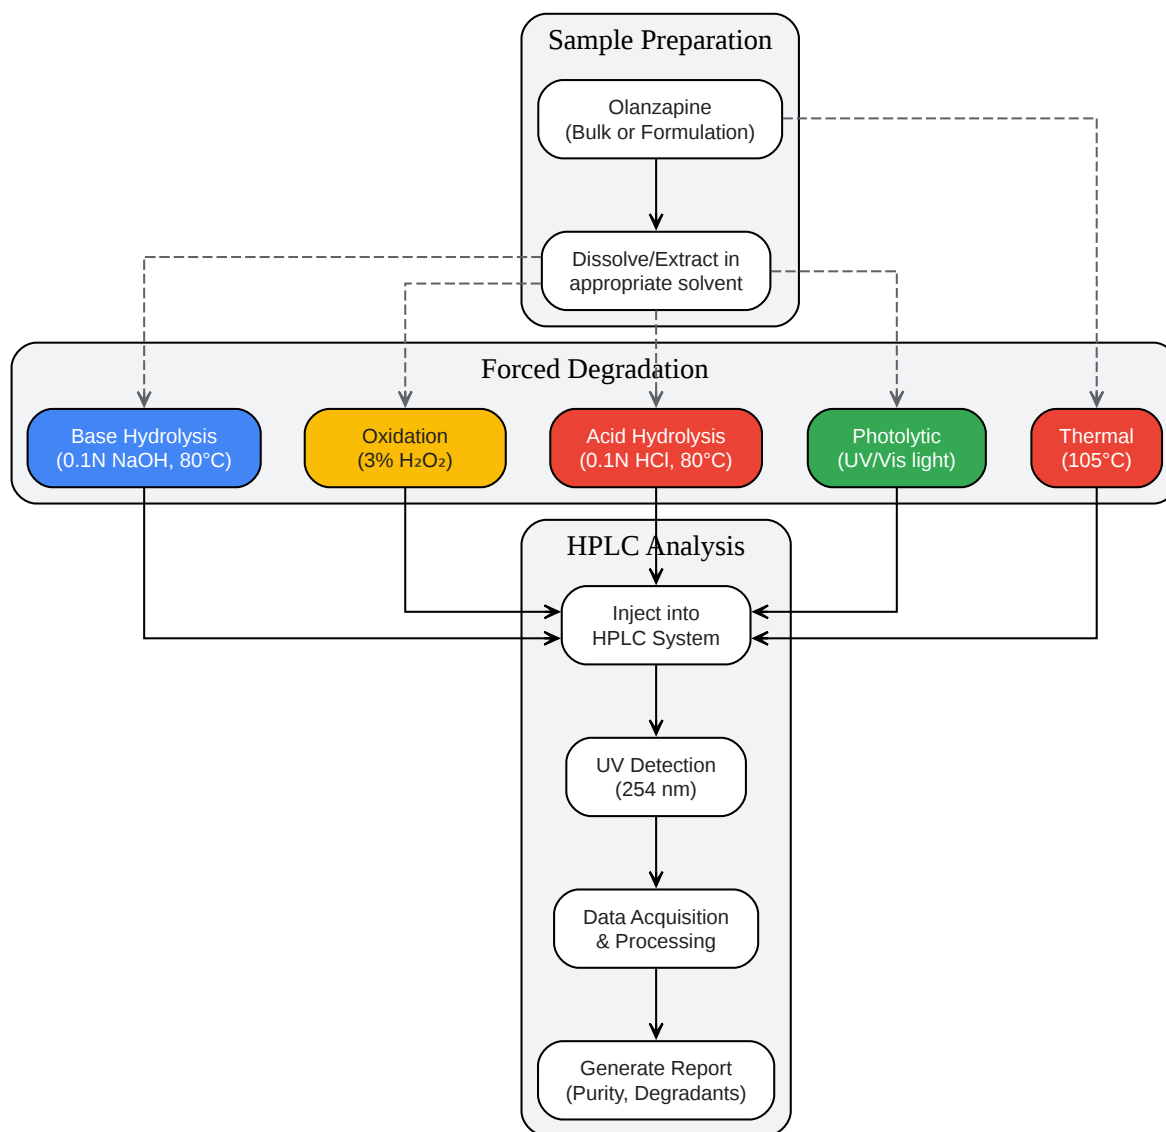 Sample Preparation
Olanzapine
(Bulk or Formulation)
Dissolve/Extract in
appropriate solvent
Forced Degradation
Base Hydrolysis
(0.1N NaOH, 80°C)
Oxidation
(3% H₂O₂)
Acid Hydrolysis
(0.1N HCl, 80°C)
Photolytic
(UV/Vis light)
Thermal
(105°C)
HPLC Analysis
Inject into
HPLC System
UV Detection
(254 nm)
Data Acquisition
& Processing
Generate Report
(Purity, Degradants)